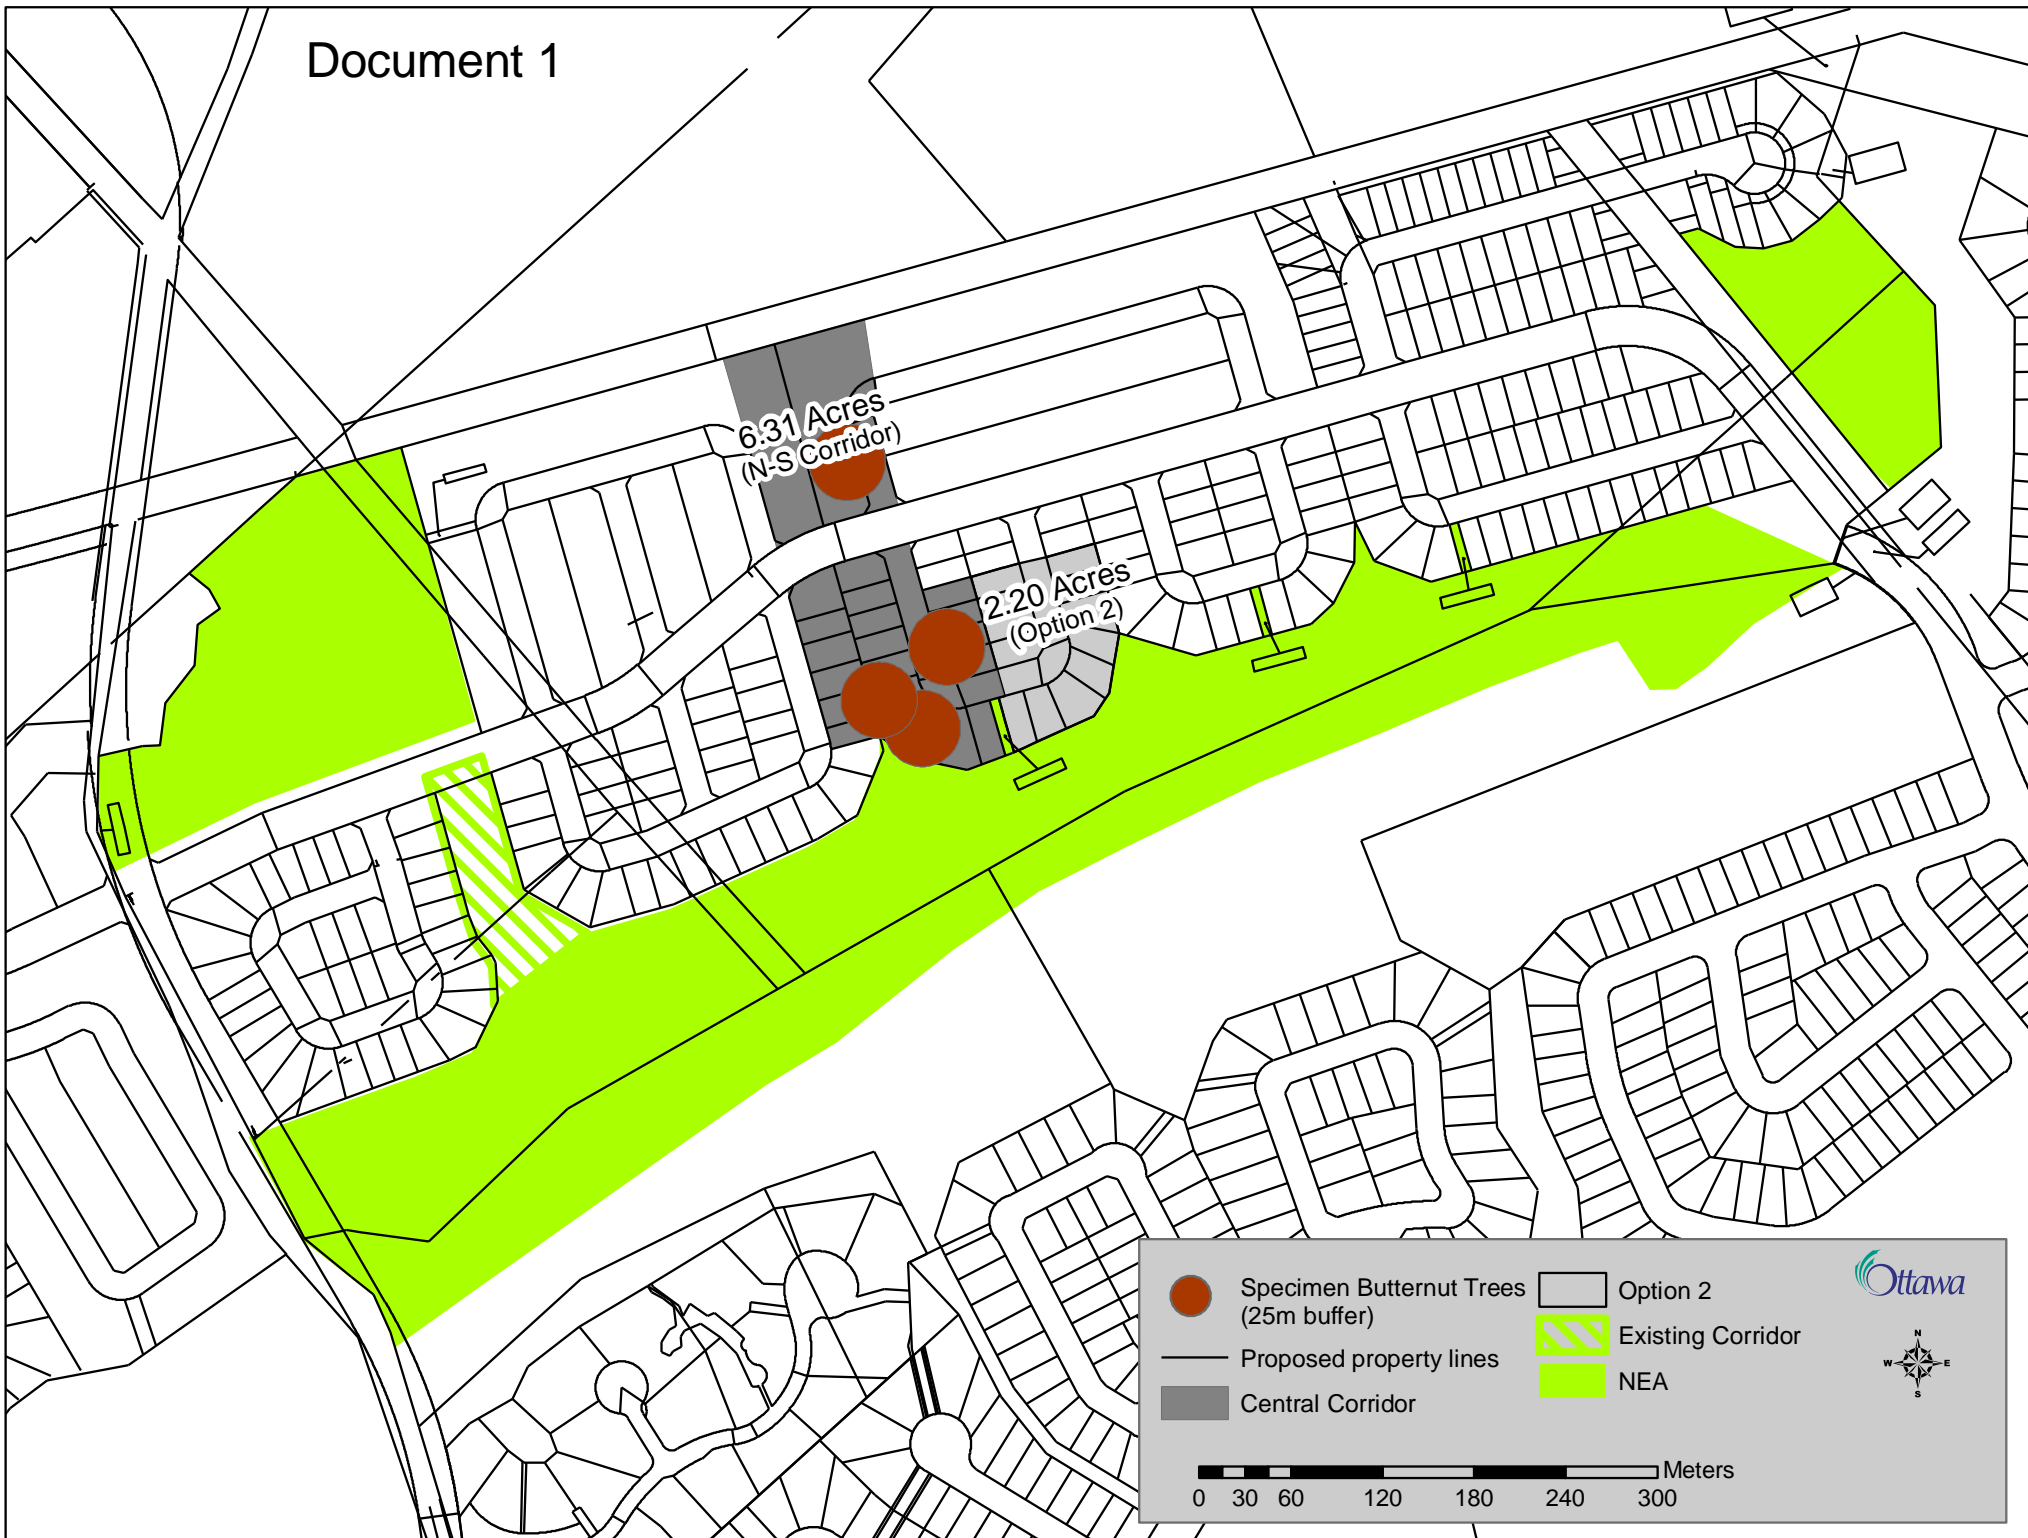 Document 1
6.31 Acres
(N-S Corridor)
2.20 Acres
(Option 2)
Specimen Butternut Trees
(25m buffer)
Proposed property lines
Central Corridor
Option 2
Existing Corridor
NEA
Ottawa
N
W E
S
Meters
0 30 60 120 180 240 300